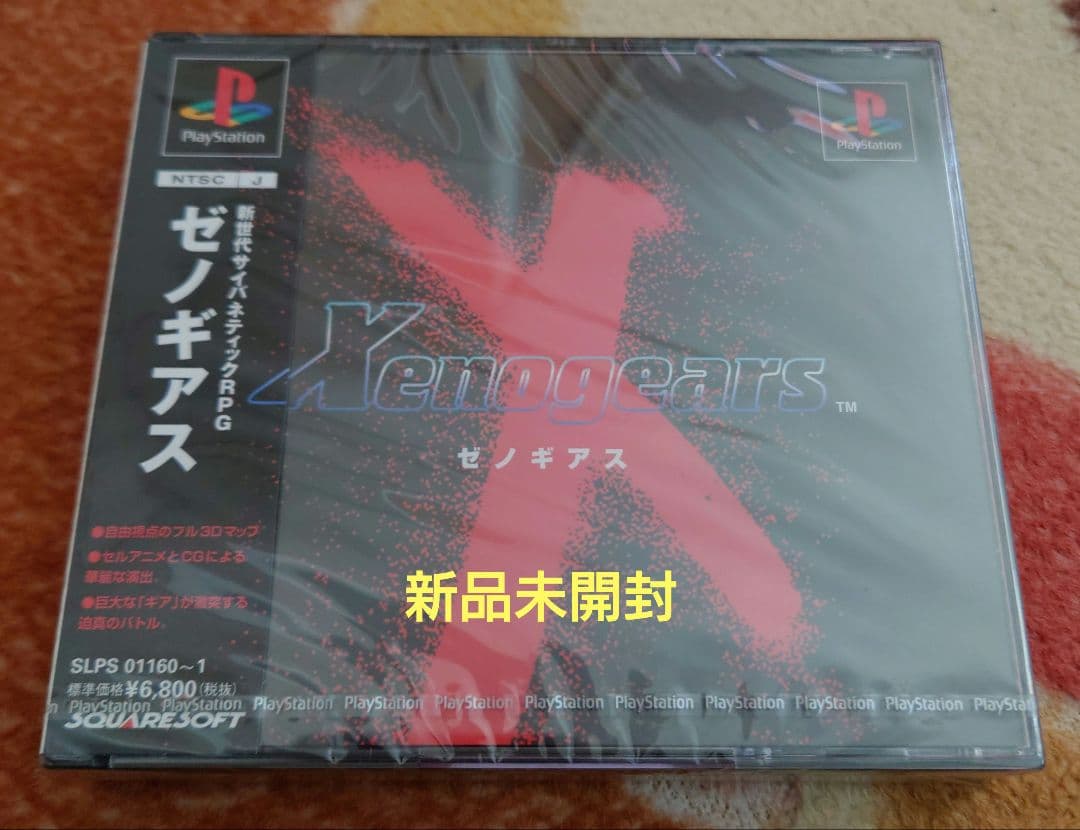 PlayStation
PlayStation
NTSC J
新世代サイバネティックRPG
ゼノギアス
Xenogears™
ゼノギアス
●自由視点のフル3Dマップ
●セルアニメとCGによる
華麗な演出。
●巨大な「ギア」が激突する
迫真のバトル。
新品未開封
SLPS 01160～1
標準価格¥6,800(税抜)
PlayStation PlayStation PlayStation PlayStation PlayStation PlayStation PlayStation PlayStation PlayStation PlayStation
SQUARESOFT